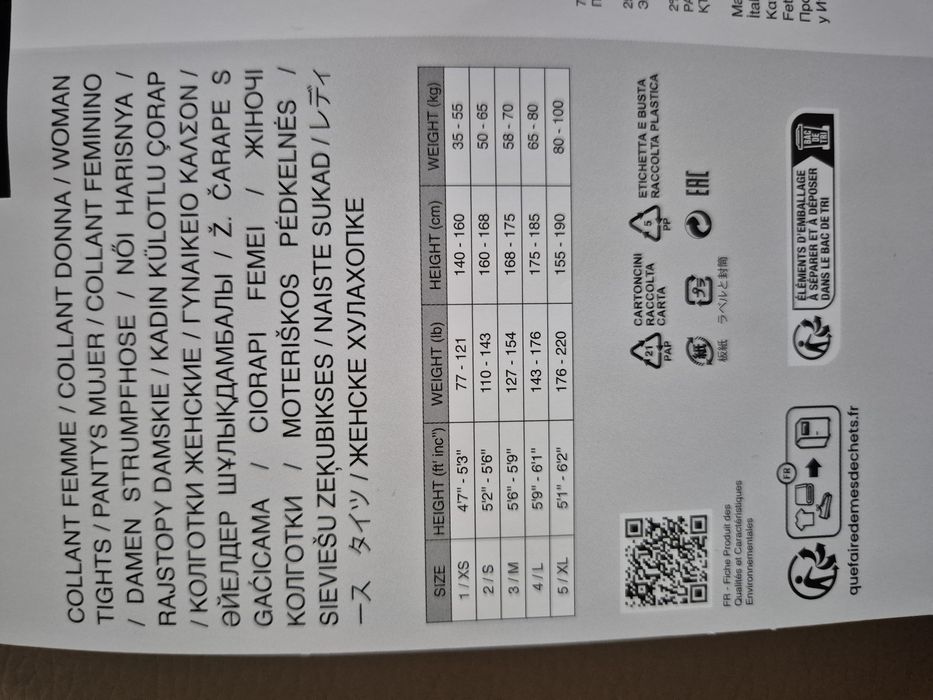 COLLANT FEMME / COLLANT DONNA / WOMAN
TIGHTS / PANTYS MUJER / COLLANT FEMININO
/ DAMEN STRUMPFHOSE / NŐI HARISNYA /
RAJSTOPY DAMSKIE / KADIN KÜLOTLU ÇORAP
/ КОЛГОТКИ ЖЕНСКИЕ / ΓΥΝΑΙΚΕΙΟ ΚΑΛΣΟΝ /
ӘЙЕЛДЕР ШҰЛЫҚДАМБАЛЫ / Ž. ČARAPE S
GAĆICAMA / CIORAPI FEMEI / ЖІНОЧІ
КОЛГОТКИ / MOTERIŠKOS PĖDKELNĖS /
SIEVIEŠU ZEĶUBIKSES / NAISTE SUKAD / レディ
ース タイツ / ЖЕНСКЕ ХУЛАХОПКЕ
SIZE HEIGHT (ft' inc") WEIGHT (lb) HEIGHT (cm) WEIGHT (kg)
1 / XS 4'7" - 5'3" 77 - 121 140 - 160 35 - 55
2 / S 5'2" - 5'6" 110 - 143 160 - 168 50 - 65
3 / M 5'6" - 5'9" 127 - 154 168 - 175 58 - 70
4 / L 5'9" - 6'1" 143 - 176 175 - 185 65 - 80
5 / XL 5'1" - 6'2" 176 - 220 155 - 190 80 - 100
FR - Fiche Produit des
Qualités et Caractéristiques
Environnementales
21
PAP
CARTONCINI
RACCOLTA
CARTA
5
PP
ETICHETTA E BUSTA
RACCOLTA PLASTICA
紙
板紙
プラ
ラベルと封筒
EAC
FR
quefairedemesdechets.fr
ÉLÉMENTS D'EMBALLAGE
À SÉPARER ET À DÉPOSER
DANS LE BAC DE TRI
BAC
DE
TRI